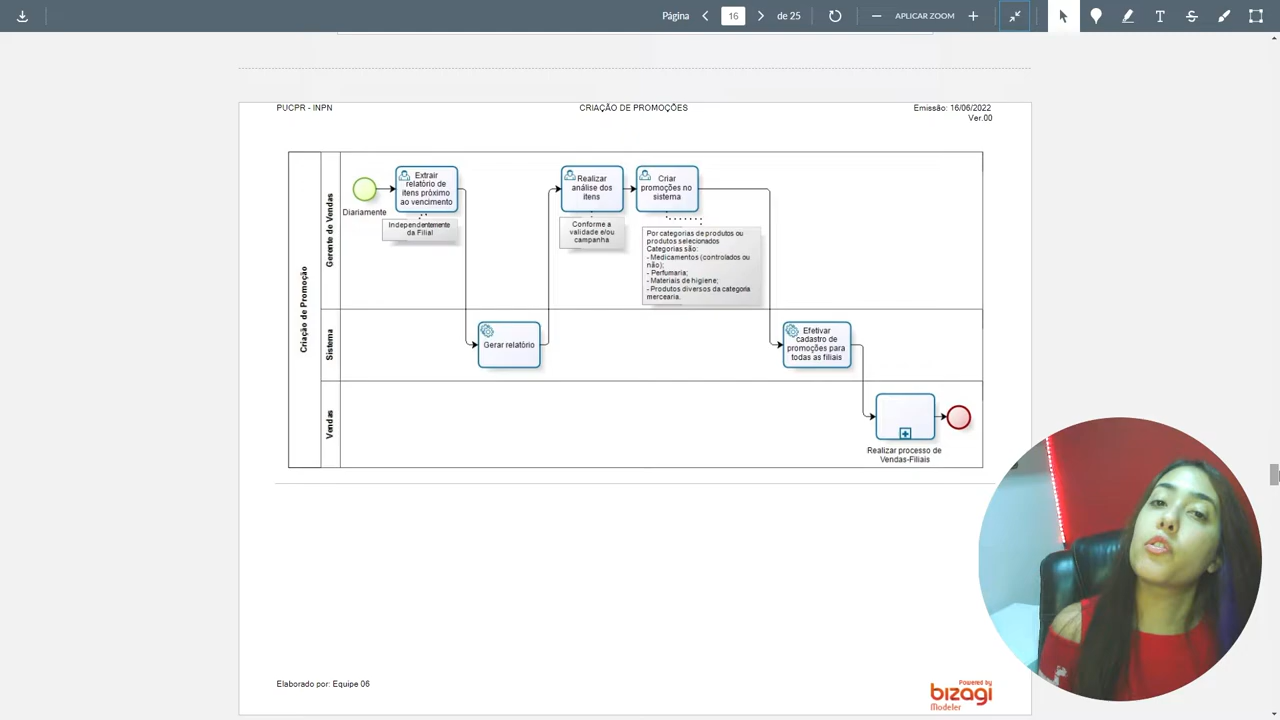 Página
16
de 25
APLICAR ZOOM
PUCPR - INPN
CRIAÇÃO DE PROMOÇÕES
Emissão: 16/06/2022
Ver.00
Criação de Promoção
Gerente de Vendas
Diariamente
Extrair
relatório de
itens próximo
ao vencimento
Independentemente
da Filial
Realizar
análise dos
itens
Conforme a
validade e/ou
campanha
Criar
promoções no
sistema
Por categorias de produtos ou
produtos selecionados
Categorias são:
- Medicamentos (controlados ou
não);
- Perfumaria;
- Materiais de higiene;
- Produtos diversos da categoria
mercearia.
Sistema
Gerar relatório
Efetivar
cadastro de
promoções para
todas as filiais
Vendas
Realizar processo de
Vendas-Filiais
Elaborado por: Equipe 06
Powered by
bizagi
Modeler